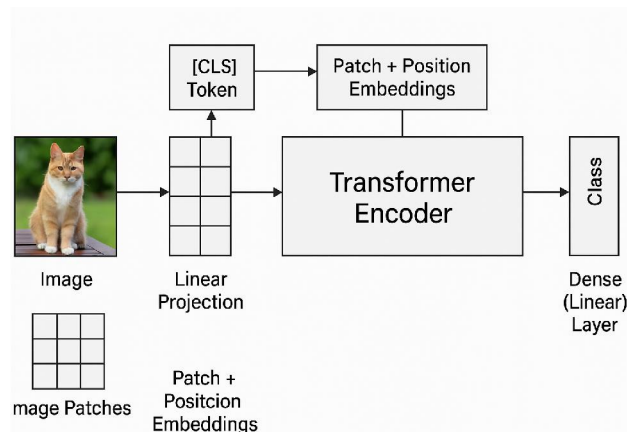 [CLS]
Token
Patch + Position
Embeddings
Transformer
Encoder
Class
Image
Linear
Projection
Dense
(Linear)
Layer
mage Patches
Patch +
Positcion
Embeddings